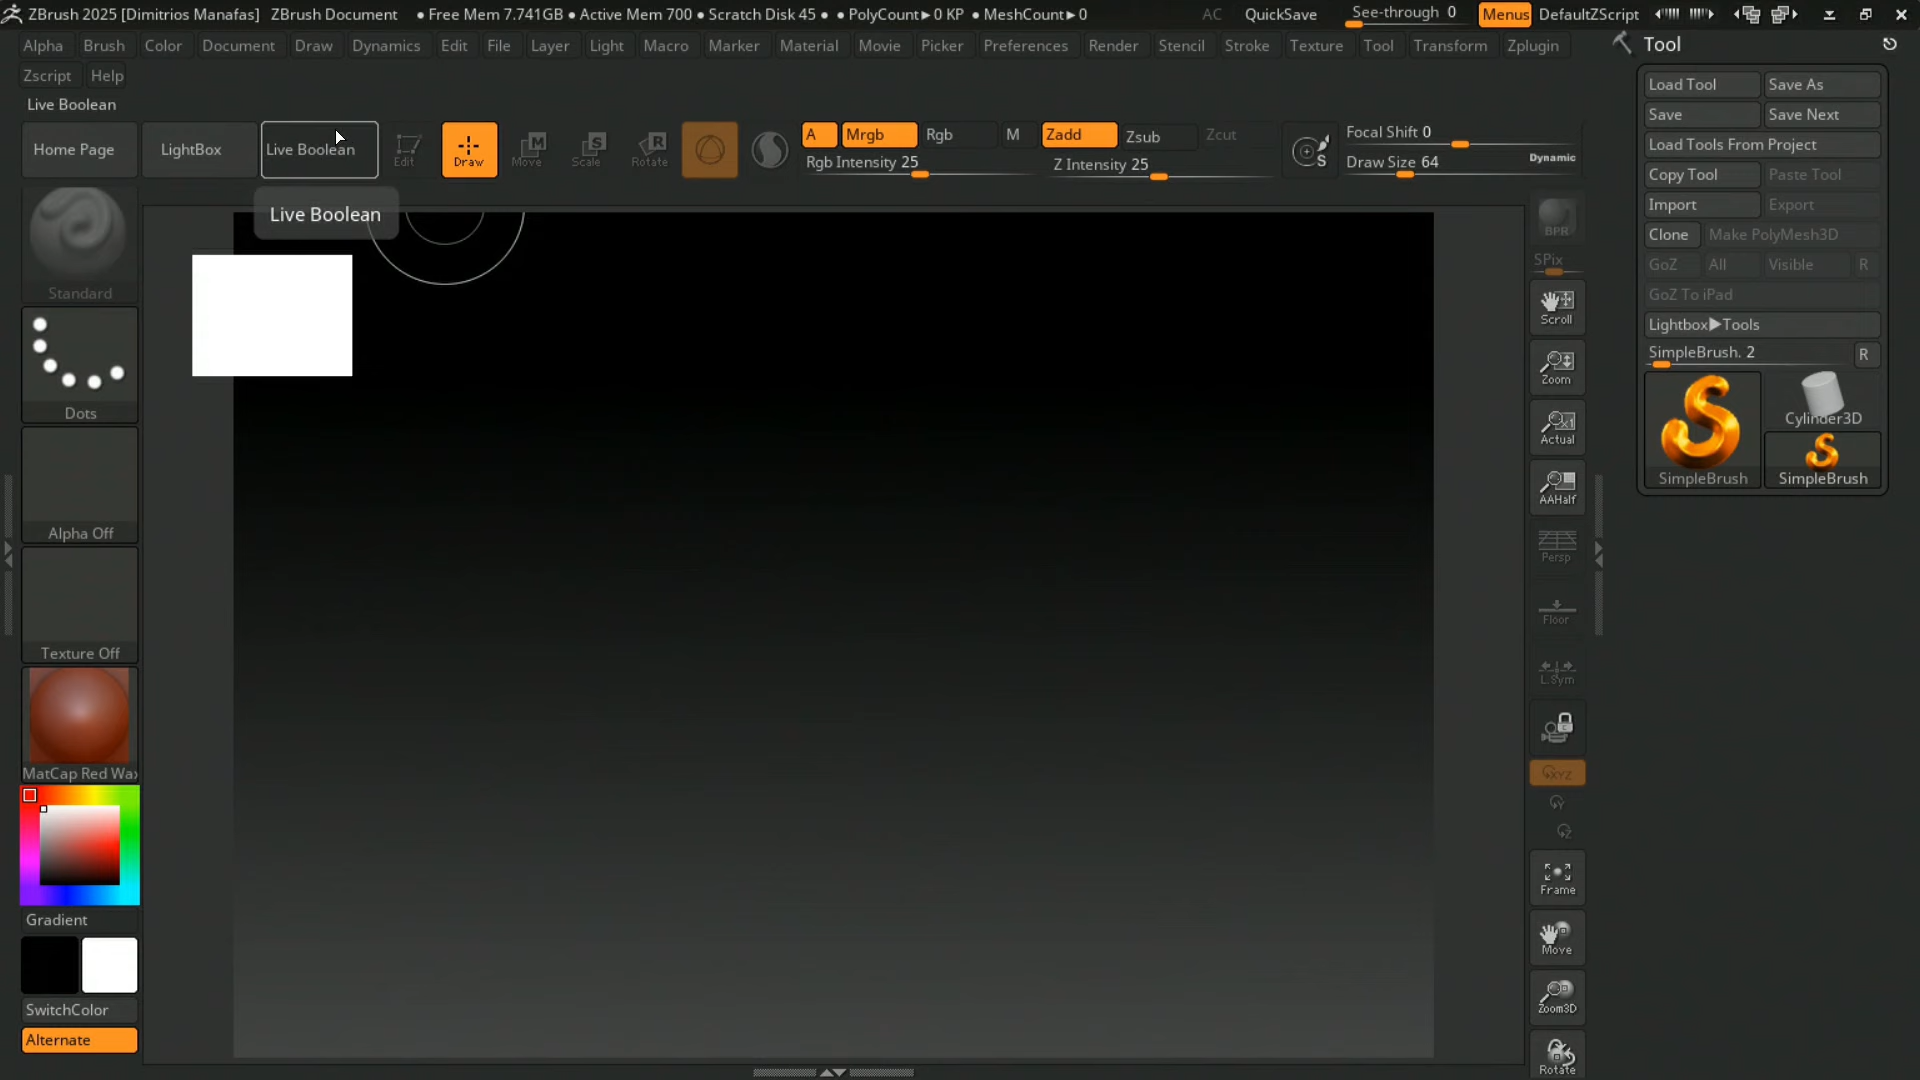 ZBrush 2025 [Dimitrios Manafas] ZBrush Document ● Free Mem 7.741GB ● Active Mem 700 ● Scratch Disk 45 ● ● PolyCount►0 KP ● MeshCount►0 AC QuickSave See-through 0 Menus DefaultZScript
Alpha Brush Color Document Draw Dynamics Edit File Layer Light Macro Marker Material Movie Picker Preferences Render Stencil Stroke Texture Tool Transform Zplugin
Zscript Help
Live Boolean
Home Page LightBox Live Boolean Edit Draw Move Scale Rotate
A Mrgb Rgb M Zadd Zsub Zcut
Rgb Intensity 25 Z Intensity 25
Focal Shift 0
Draw Size 64 Dynamic
Live Boolean
Standard
Dots
Alpha Off
Texture Off
MatCap Red Wax
Gradient
SwitchColor
Alternate
BPR
SPix
Scroll
Zoom
Actual
AAHalf
Persp
Floor
L.Sym
XYZ
Y
Z
Frame
Move
Zoom3D
Rotate
Tool
Load Tool Save As
Save Save Next
Load Tools From Project
Copy Tool Paste Tool
Import Export
Clone Make PolyMesh3D
GoZ All Visible R
GoZ To iPad
Lightbox►Tools
SimpleBrush. 2 R
Cylinder3D
SimpleBrush SimpleBrush